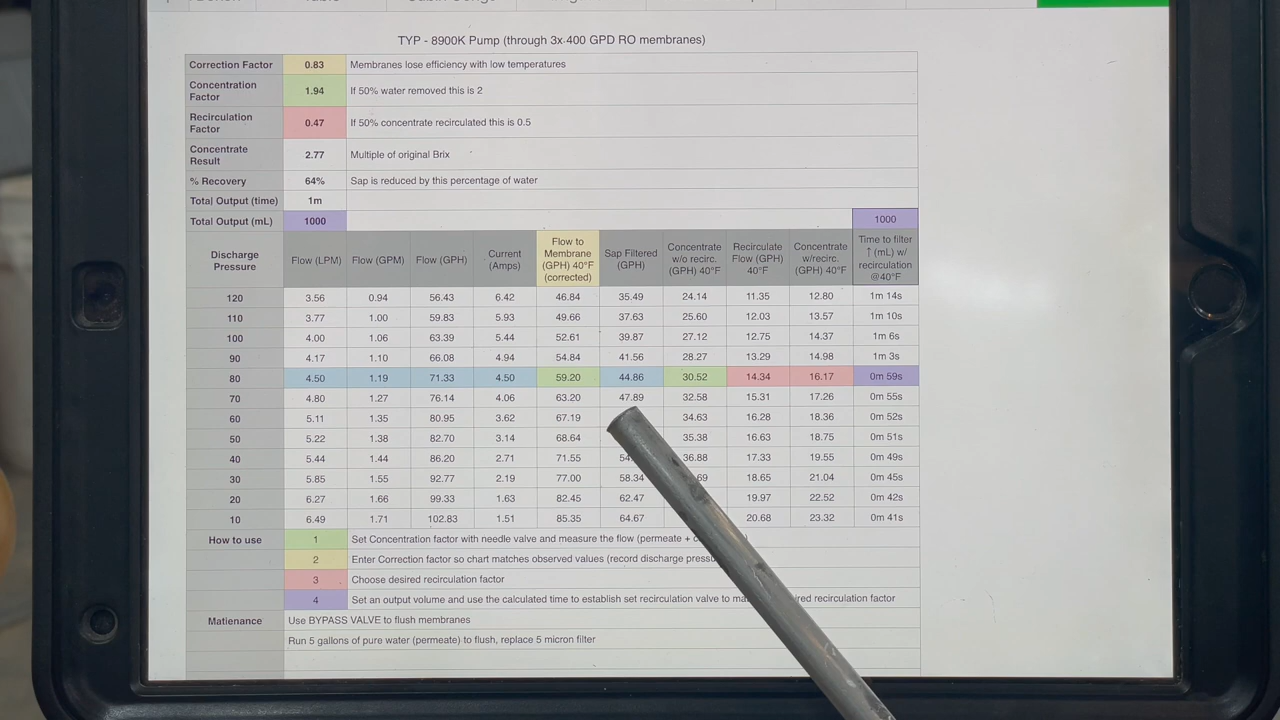 TYP - 8900K Pump (through 3x 400 GPD RO membranes)
Correction Factor 0.83 Membranes lose efficiency with low temperatures
Concentration Factor 1.94 If 50% water removed this is 2
Recirculation Factor 0.47 If 50% concentrate recirculated this is 0.5
Concentrate Result 2.77 Multiple of original Brix
% Recovery 64% Sap is reduced by this percentage of water
Total Output (time) 1m
Total Output (mL) 1000 1000
Discharge Pressure Flow (LPM) Flow (GPM) Flow (GPH) Current (Amps) Flow to Membrane (GPH) 40°F (corrected) Sap Filtered (GPH) Concentrate w/o recirc. (GPH) 40°F Recirculate Flow (GPH) 40°F Concentrate w/recirc. (GPH) 40°F Time to filter ↑ (mL) w/ recirculation @40°F
120 3.56 0.94 56.43 6.42 46.84 35.49 24.14 11.35 12.80 1m 14s
110 3.77 1.00 59.83 5.93 49.66 37.63 25.60 12.03 13.57 1m 10s
100 4.00 1.06 63.39 5.44 52.61 39.87 27.12 12.75 14.37 1m 6s
90 4.17 1.10 66.08 4.94 54.84 41.56 28.27 13.29 14.98 1m 3s
80 4.50 1.19 71.33 4.50 59.20 44.86 30.52 14.34 16.17 0m 59s
70 4.80 1.27 76.14 4.06 63.20 47.89 32.58 15.31 17.26 0m 55s
60 5.11 1.35 80.95 3.62 67.19 34.63 16.28 18.36 0m 52s
50 5.22 1.38 82.70 3.14 68.64 35.38 16.63 18.75 0m 51s
40 5.44 1.44 86.20 2.71 71.55 36.88 17.33 19.55 0m 49s
30 5.85 1.55 92.77 2.19 77.00 58.34 18.65 21.04 0m 45s
20 6.27 1.66 99.33 1.63 82.45 62.47 19.97 22.52 0m 42s
10 6.49 1.71 102.83 1.51 85.35 64.67 20.68 23.32 0m 41s
How to use 1 Set Concentration factor with needle valve and measure the flow (permeate +
2 Enter Correction factor so chart matches observed values (record discharge
3 Choose desired recirculation factor
4 Set an output volume and use the calculated time to establish set recirculation valve to recirculation factor
Matienance Use BYPASS VALVE to flush membranes
Run 5 gallons of pure water (permeate) to flush, replace 5 micron filter